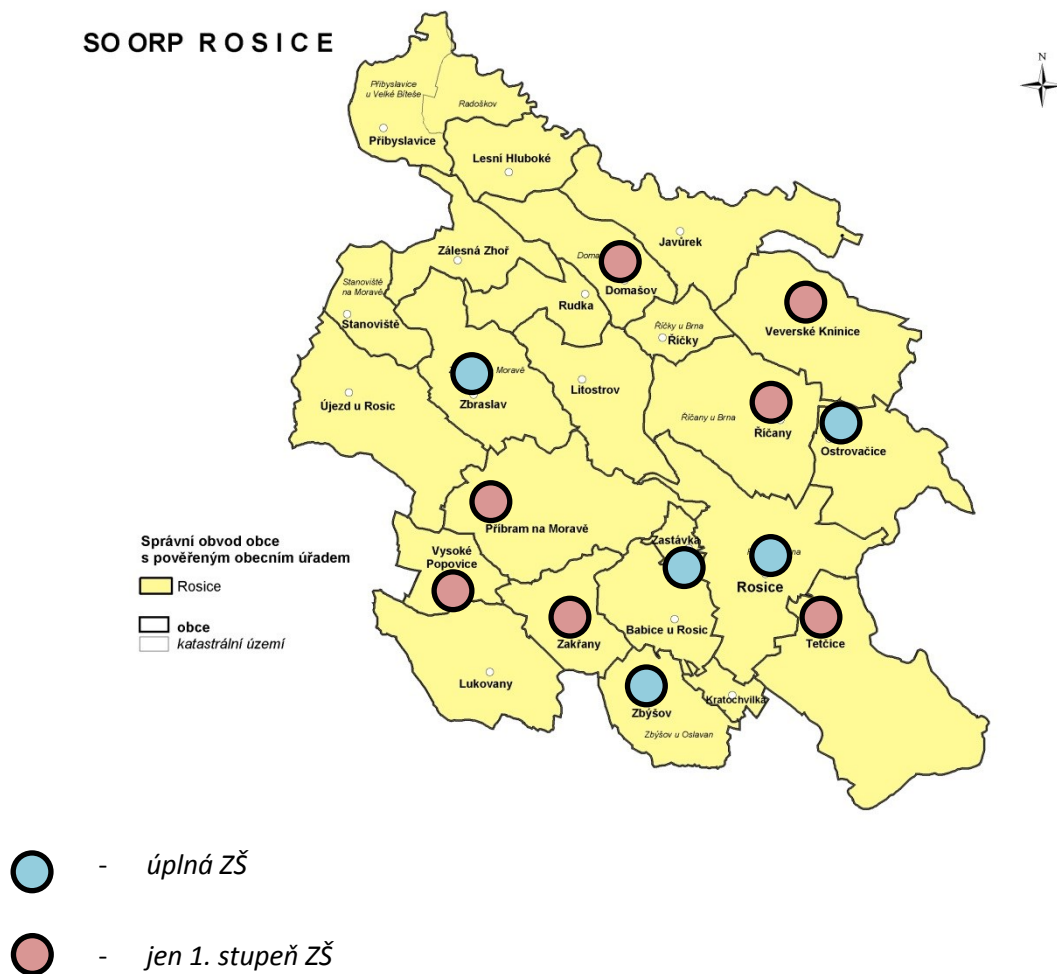 SO ORP R O S I C E
N
Přibyslavice
u Velké Bíteše
Radoškov
Přibyslavice
Lesní Hluboké
Javůrek
Zálesná Zhoř
Doma
Domašov
Stanoviště
na Moravě
Rudka
Veverské Knínice
Stanoviště
Říčky u Brna
Říčky
Moravě
Litostrov
Zbraslav
Újezd u Rosic
Říčany u Brna
Říčany
Ostrovačice
Příbram na Moravě
Správní obvod obce
s pověřeným obecním úřadem
Rosice
obce
katastrální území
Vysoké
Popovice
Zastávka
Rosice
Babice u Rosic
Zakřany
Tetčice
Lukovany
Kratochvilka
Zbýšov
Zbýšov u Oslavan
- úplná ZŠ
- jen 1. stupeň ZŠ